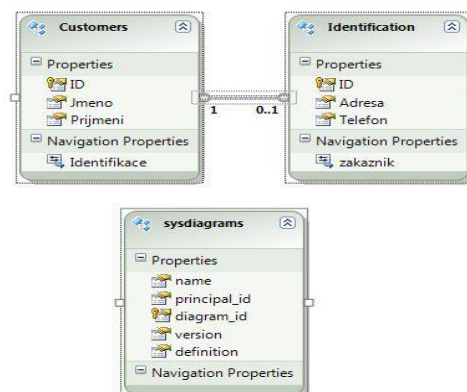 Customers
Properties
ID
Jmeno
Prijmeni
Navigation Properties
Identifikace
1
0..1
Identification
Properties
ID
Adresa
Telefon
Navigation Properties
zakaznik
sysdiagrams
Properties
name
principal_id
diagram_id
version
definition
Navigation Properties